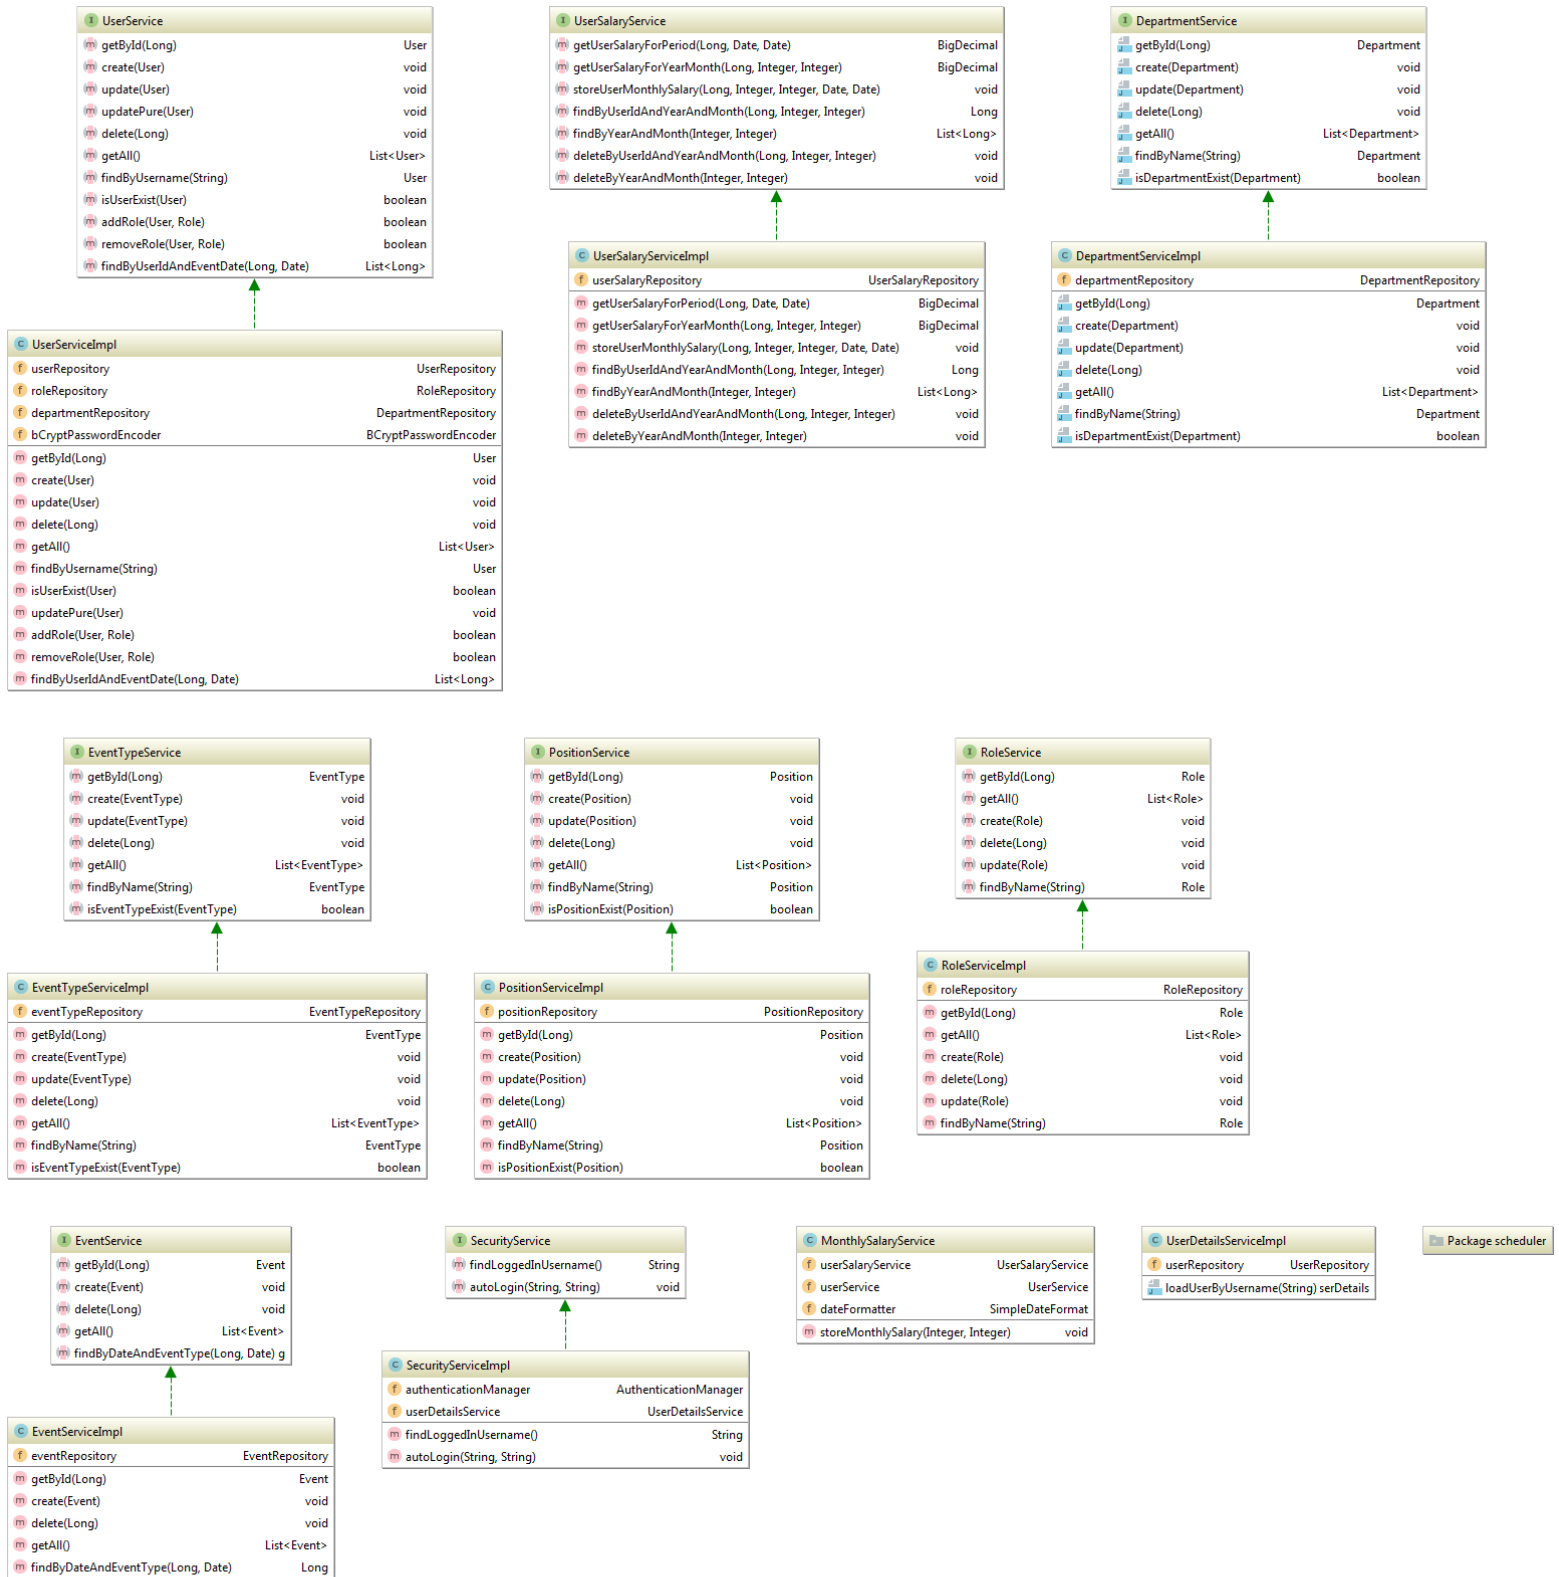 UserService
getById(Long) User
create(User) void
update(User) void
updatePure(User) void
delete(Long) void
getAll() List<User>
findByUsername(String) User
isUserExist(User) boolean
addRole(User, Role) boolean
removeRole(User, Role) boolean
findByUserIdAndEventDate(Long, Date) List<Long>
UserServiceImpl
userRepository UserRepository
roleRepository RoleRepository
departmentRepository DepartmentRepository
bCryptPasswordEncoder BCryptPasswordEncoder
getById(Long) User
create(User) void
update(User) void
delete(Long) void
getAll() List<User>
findByUsername(String) User
isUserExist(User) boolean
updatePure(User) void
addRole(User, Role) boolean
removeRole(User, Role) boolean
findByUserIdAndEventDate(Long, Date) List<Long>
UserSalaryService
getUserSalaryForPeriod(Long, Date, Date) BigDecimal
getUserSalaryForYearMonth(Long, Integer, Integer) BigDecimal
storeUserMonthlySalary(Long, Integer, Integer, Date, Date) void
findByUserIdAndYearAndMonth(Long, Integer, Integer) Long
findByYearAndMonth(Integer, Integer) List<Long>
deleteByUserIdAndYearAndMonth(Long, Integer, Integer) void
deleteByYearAndMonth(Integer, Integer) void
UserSalaryServiceImpl
userSalaryRepository UserSalaryRepository
getUserSalaryForPeriod(Long, Date, Date) BigDecimal
getUserSalaryForYearMonth(Long, Integer, Integer) BigDecimal
storeUserMonthlySalary(Long, Integer, Integer, Date, Date) void
findByUserIdAndYearAndMonth(Long, Integer, Integer) Long
findByYearAndMonth(Integer, Integer) List<Long>
deleteByUserIdAndYearAndMonth(Long, Integer, Integer) void
deleteByYearAndMonth(Integer, Integer) void
DepartmentService
getById(Long) Department
create(Department) void
update(Department) void
delete(Long) void
getAll() List<Department>
findByName(String) Department
isDepartmentExist(Department) boolean
DepartmentServiceImpl
departmentRepository DepartmentRepository
getById(Long) Department
create(Department) void
update(Department) void
delete(Long) void
getAll() List<Department>
findByName(String) Department
isDepartmentExist(Department) boolean
EventTypeService
getById(Long) EventType
create(EventType) void
update(EventType) void
delete(Long) void
getAll() List<EventType>
findByName(String) EventType
isEventTypeExist(EventType) boolean
EventTypeServiceImpl
eventTypeRepository EventTypeRepository
getById(Long) EventType
create(EventType) void
update(EventType) void
delete(Long) void
getAll() List<EventType>
findByName(String) EventType
isEventTypeExist(EventType) boolean
PositionService
getById(Long) Position
create(Position) void
update(Position) void
delete(Long) void
getAll() List<Position>
findByName(String) Position
isPositionExist(Position) boolean
PositionServiceImpl
positionRepository PositionRepository
getById(Long) Position
create(Position) void
update(Position) void
delete(Long) void
getAll() List<Position>
findByName(String) Position
isPositionExist(Position) boolean
RoleService
getById(Long) Role
getAll() List<Role>
create(Role) void
delete(Long) void
update(Role) void
findByName(String) Role
RoleServiceImpl
roleRepository RoleRepository
getById(Long) Role
getAll() List<Role>
create(Role) void
delete(Long) void
update(Role) void
findByName(String) Role
EventService
getById(Long) Event
create(Event) void
delete(Long) void
getAll() List<Event>
findByDateAndEventType(Long, Date) g
EventServiceImpl
eventRepository EventRepository
getById(Long) Event
create(Event) void
delete(Long) void
getAll() List<Event>
findByDateAndEventType(Long, Date) Long
SecurityService
findLoggedInUsername() String
autoLogin(String, String) void
SecurityServiceImpl
authenticationManager AuthenticationManager
userDetailsService UserDetailsService
findLoggedInUsername() String
autoLogin(String, String) void
MonthlySalaryService
userSalaryService UserSalaryService
userService UserService
dateFormatter SimpleDateFormat
storeMonthlySalary(Integer, Integer) void
UserDetailsServiceImpl
userRepository UserRepository
loadUserByUsername(String) serDetails
Package scheduler